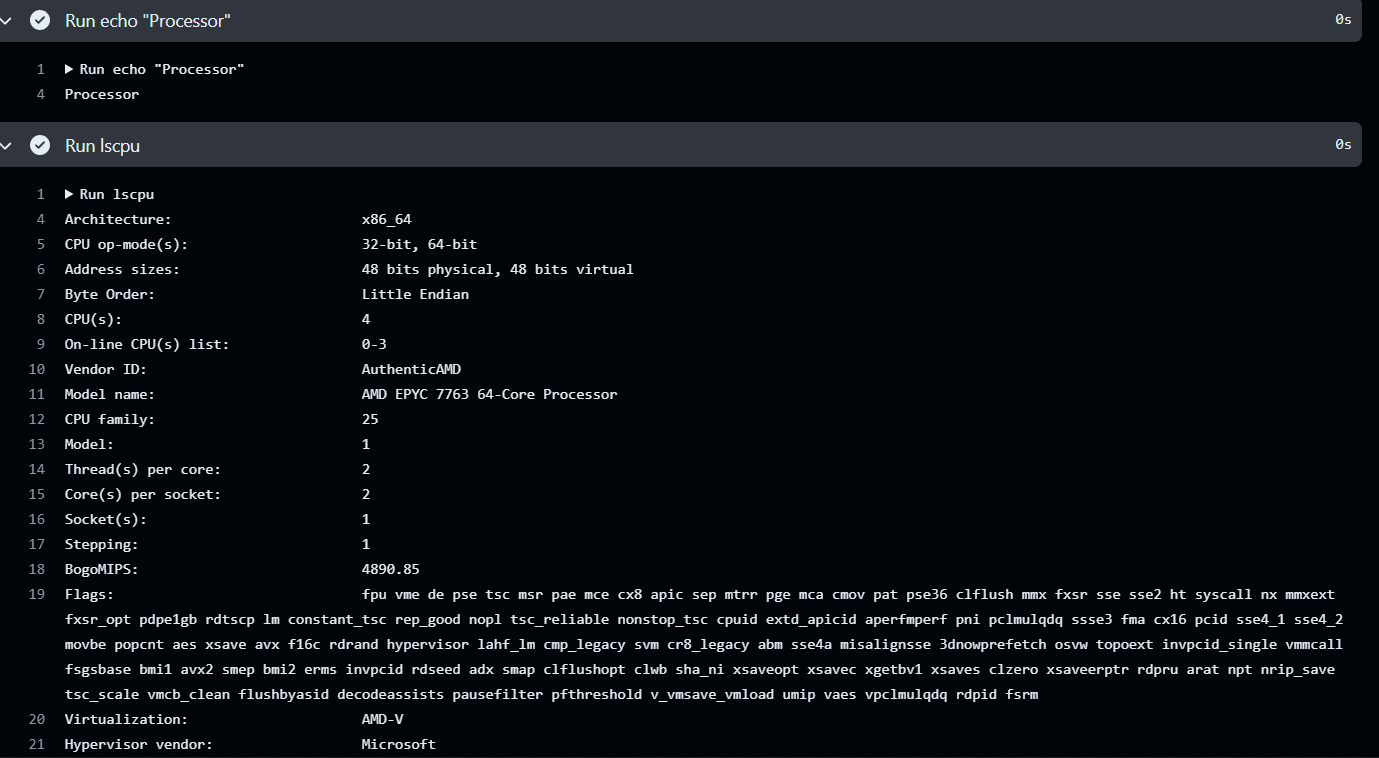 Run echo "Processor" 0s
1 Run echo "Processor"
4 Processor
Run lscpu 0s
1 Run lscpu
4 Architecture: x86_64
5 CPU op-mode(s): 32-bit, 64-bit
6 Address sizes: 48 bits physical, 48 bits virtual
7 Byte Order: Little Endian
8 CPU(s): 4
9 On-line CPU(s) list: 0-3
10 Vendor ID: AuthenticAMD
11 Model name: AMD EPYC 7763 64-Core Processor
12 CPU family: 25
13 Model: 1
14 Thread(s) per core: 2
15 Core(s) per socket: 2
16 Socket(s): 1
17 Stepping: 1
18 BogoMIPS: 4890.85
19 Flags: fpu vme de pse tsc msr pae mce cx8 apic sep mtrr pge mca cmov pat pse36 clflush mmx fxsr sse sse2 ht syscall nx mmxext
fxsr_opt pdpe1gb rdtscp lm constant_tsc rep_good nopl tsc_reliable nonstop_tsc cpuid extd_apicid aperfmperf pni pclmulqdq ssse3 fma cx16 pcid sse4_1 sse4_2
movbe popcnt aes xsave avx f16c rdrand hypervisor lahf_lm cmp_legacy svm cr8_legacy abm sse4a misalignsse 3dnowprefetch osvw topoext invpcid_single vmmcall
fsgsbase bmi1 avx2 smep bmi2 erms invpcid rdseed adx smap clflushopt clwb sha_ni xsaveopt xsavec xgetbv1 xsaves clzero xsaveerptr rdpru arat npt nrip_save
tsc_scale vmcb_clean flushbyasid decodeassists pausefilter pfthreshold v_vmsave_vmload umip vaes vpclmulqdq rdpid fsrm
20 Virtualization: AMD-V
21 Hypervisor vendor: Microsoft